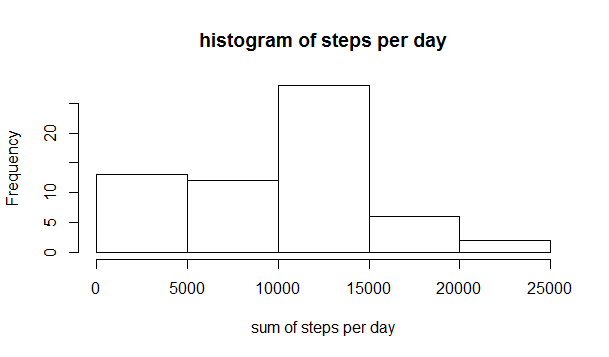 histogram of steps per day
Frequency
20
10
5
0
0 5000 10000 15000 20000 25000
sum of steps per day